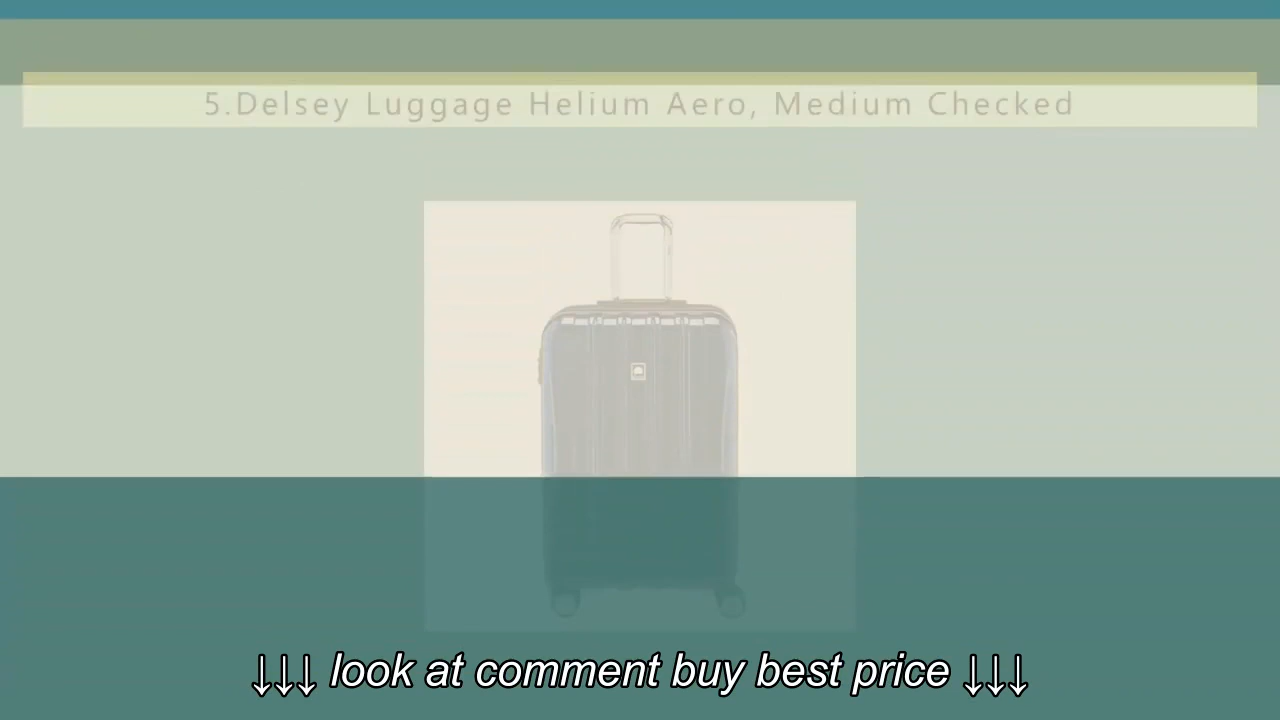 5.Delsey Luggage Helium Aero, Medium Checked
↓↓↓ look at comment buy best price ↓↓↓